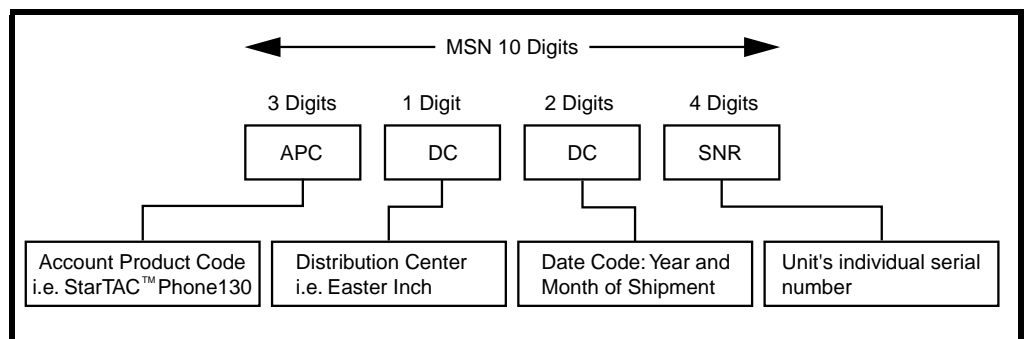 MSN 10 Digits
3 Digits
1 Digit
2 Digits
4 Digits
APC
DC
DC
SNR
Account Product Code
i.e. StarTAC™Phone130
Distribution Center
i.e. Easter Inch
Date Code: Year and
Month of Shipment
Unit's individual serial
number